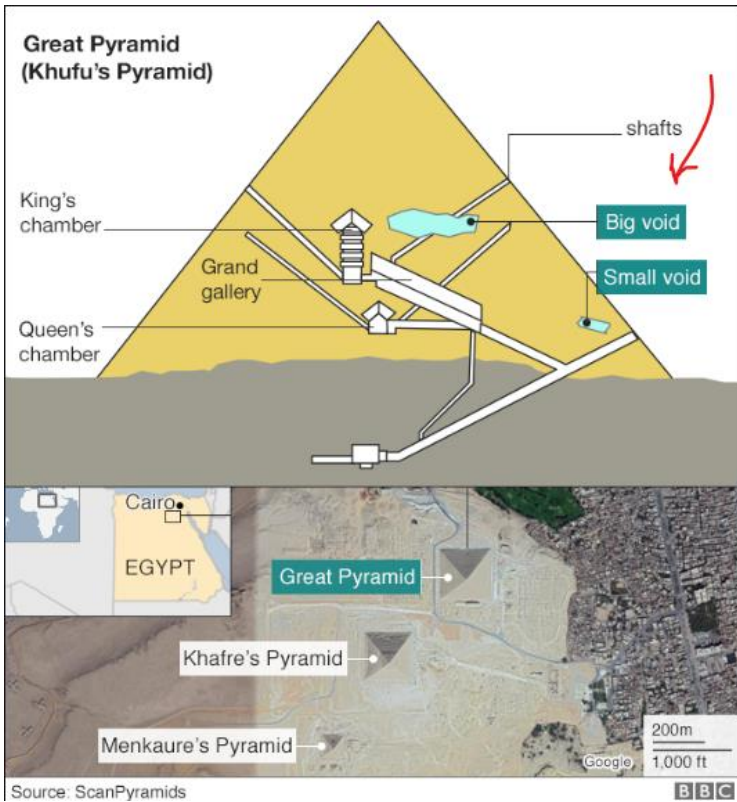 Great Pyramid
(Khufu's Pyramid)
shafts
King's
chamber
Big void
Grand
gallery
Small void
Queen's
chamber
Cairo
EGYPT
Great Pyramid
Khafre's Pyramid
Menkaure's Pyramid
200m
1,000 ft
Google
Source: ScanPyramids
BBC